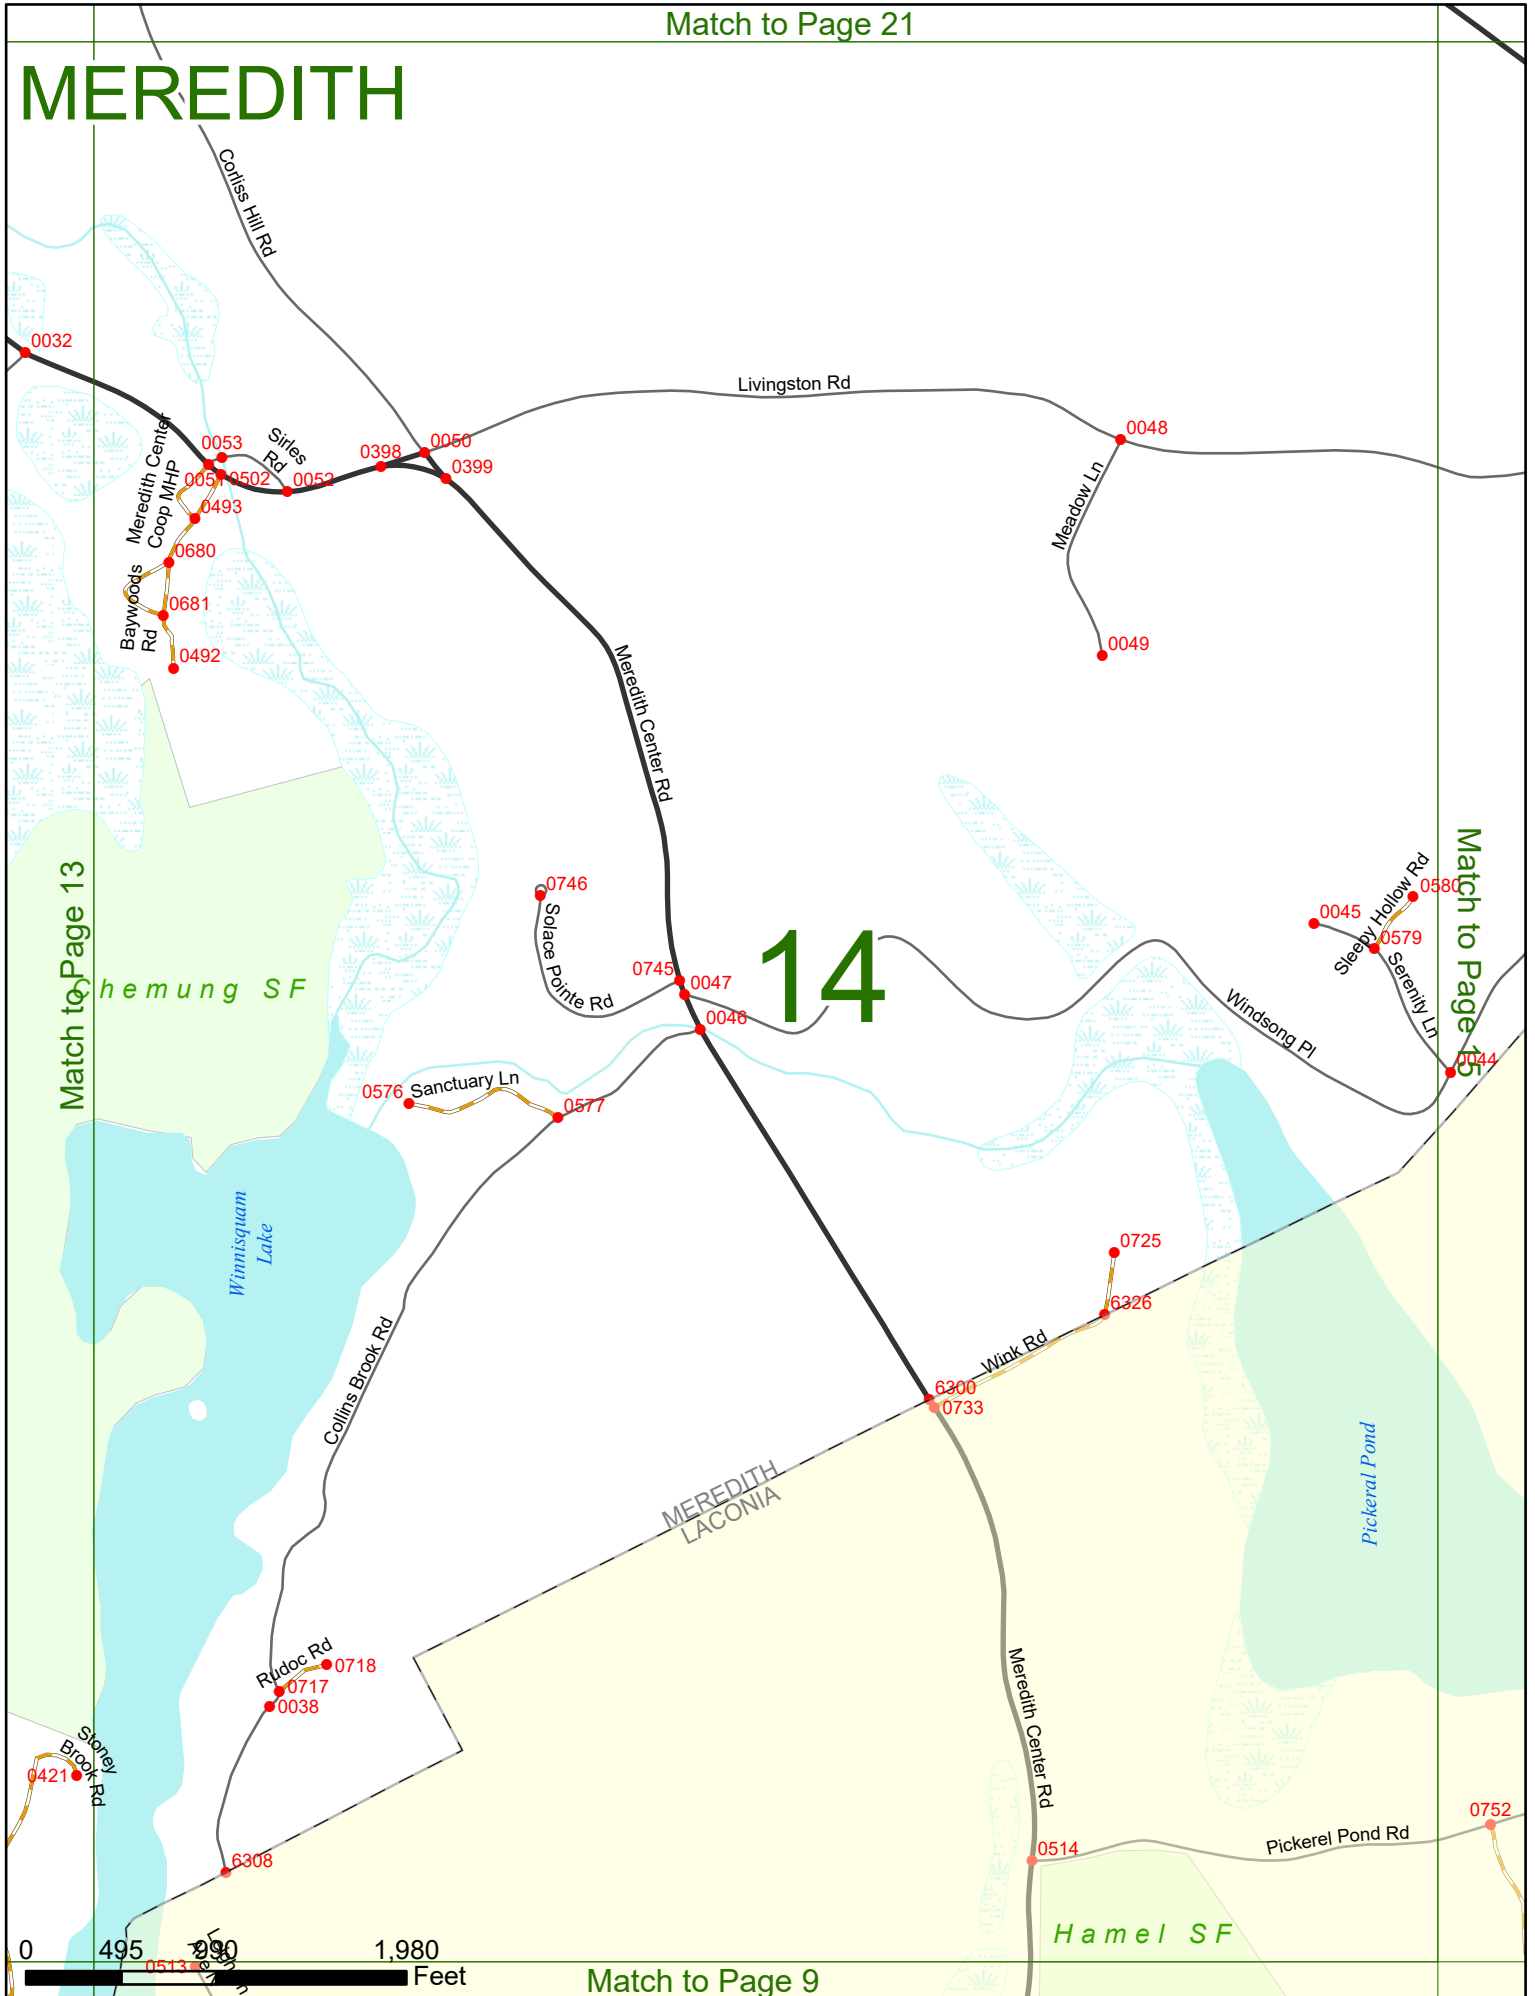 Match to Page 21
MEREDITH
Corliss Hill Rd
0032
Livingston Rd
0048
0050
0398
0399
0053
Sirles
Rd
0051
0502
0052
Meredith Center
Coop MHP
0493
0680
Baywoods
Rd
0681
0492
Meadow Ln
0049
Meredith Center Rd
Match to Page 13
Match to Page 15
0746
Solace Pointe Rd
0745
0047
0046
14
0045
Sleepy Hollow Rd
0580
0579
Serenity Ln
0044
Windsong Pl
Chemung SF
0576
Sanctuary Ln
0577
Winnisquam
Lake
0725
6326
Wink Rd
6300
0733
Collins Brook Rd
MEREDITH
LACONIA
Pickeral Pond
Rudoc Rd
0718
0717
0038
Meredith Center Rd
Stoney
Brook Rd
0421
6308
0752
Pickerel Pond Rd
0514
Hamel SF
0513
0 495 990 1,980
Feet
Match to Page 9